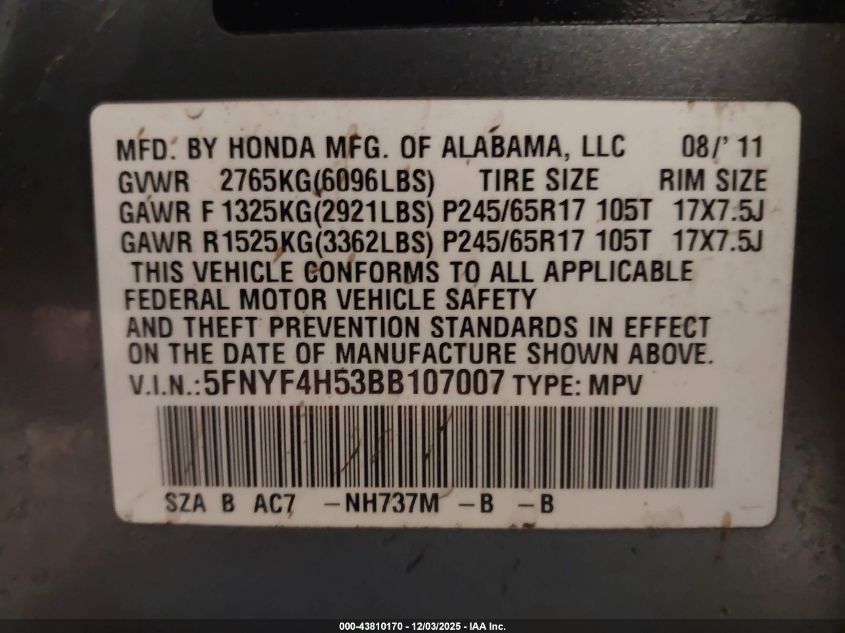 MFD. BY HONDA MFG. OF ALABAMA, LLC 08/' 11
GVWR 2765KG(6096LBS) TIRE SIZE RIM SIZE
GAWR F 1325KG(2921LBS) P245/65R17 105T 17X7.5J
GAWR R1525KG(3362LBS) P245/65R17 105T 17X7.5J
THIS VEHICLE CONFORMS TO ALL APPLICABLE
FEDERAL MOTOR VEHICLE SAFETY
AND THEFT PREVENTION STANDARDS IN EFFECT
ON THE DATE OF MANUFACTURE SHOWN ABOVE.
V.I.N.:5FNYF4H53BB107007 TYPE: MPV
SZA B AC7 -NH737M -B -B
000-43810170 - 12/03/2025 - IAA Inc.